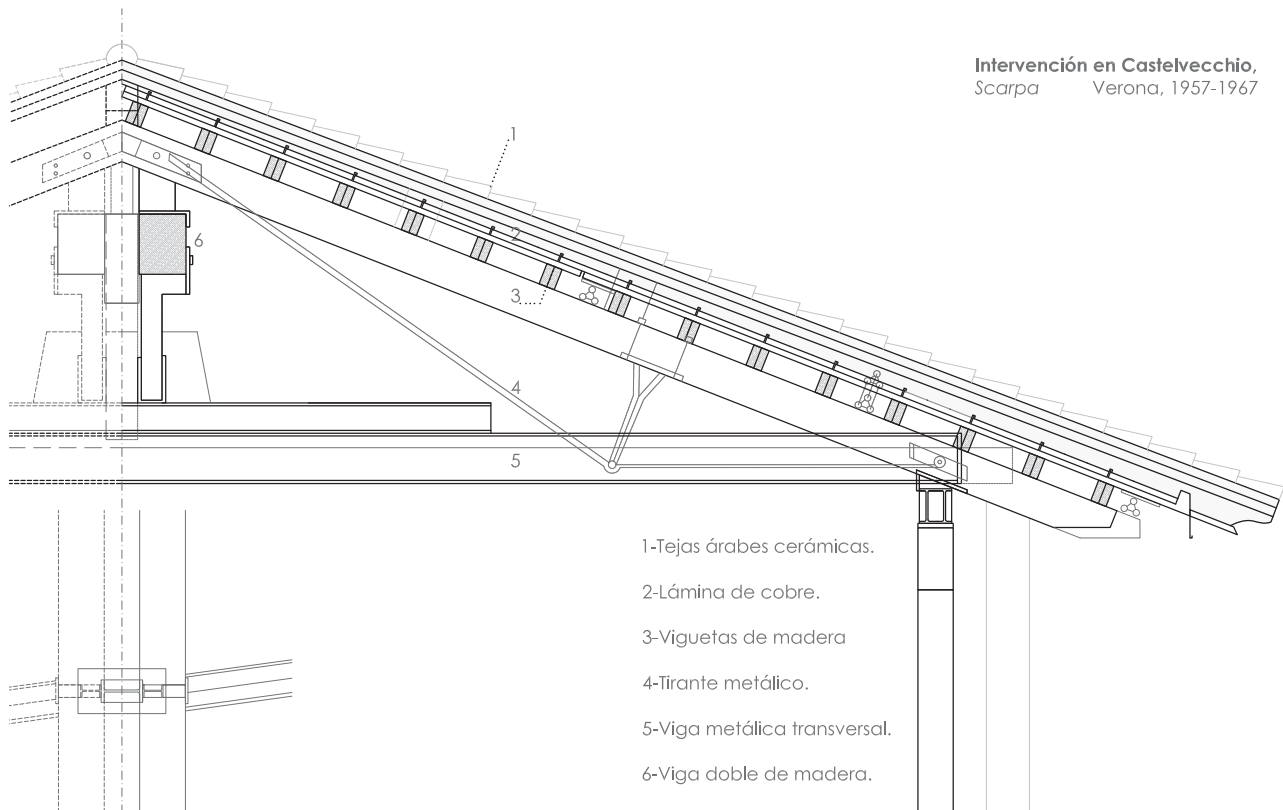 Intervención en Castelvecchio,
Scarpa Verona, 1957-1967
1
2
6
3
4
5
1-Tejas árabes cerámicas.
2-Lámina de cobre.
3-Viguetas de madera
4-Tirante metálico.
5-Viga metálica transversal.
6-Viga doble de madera.